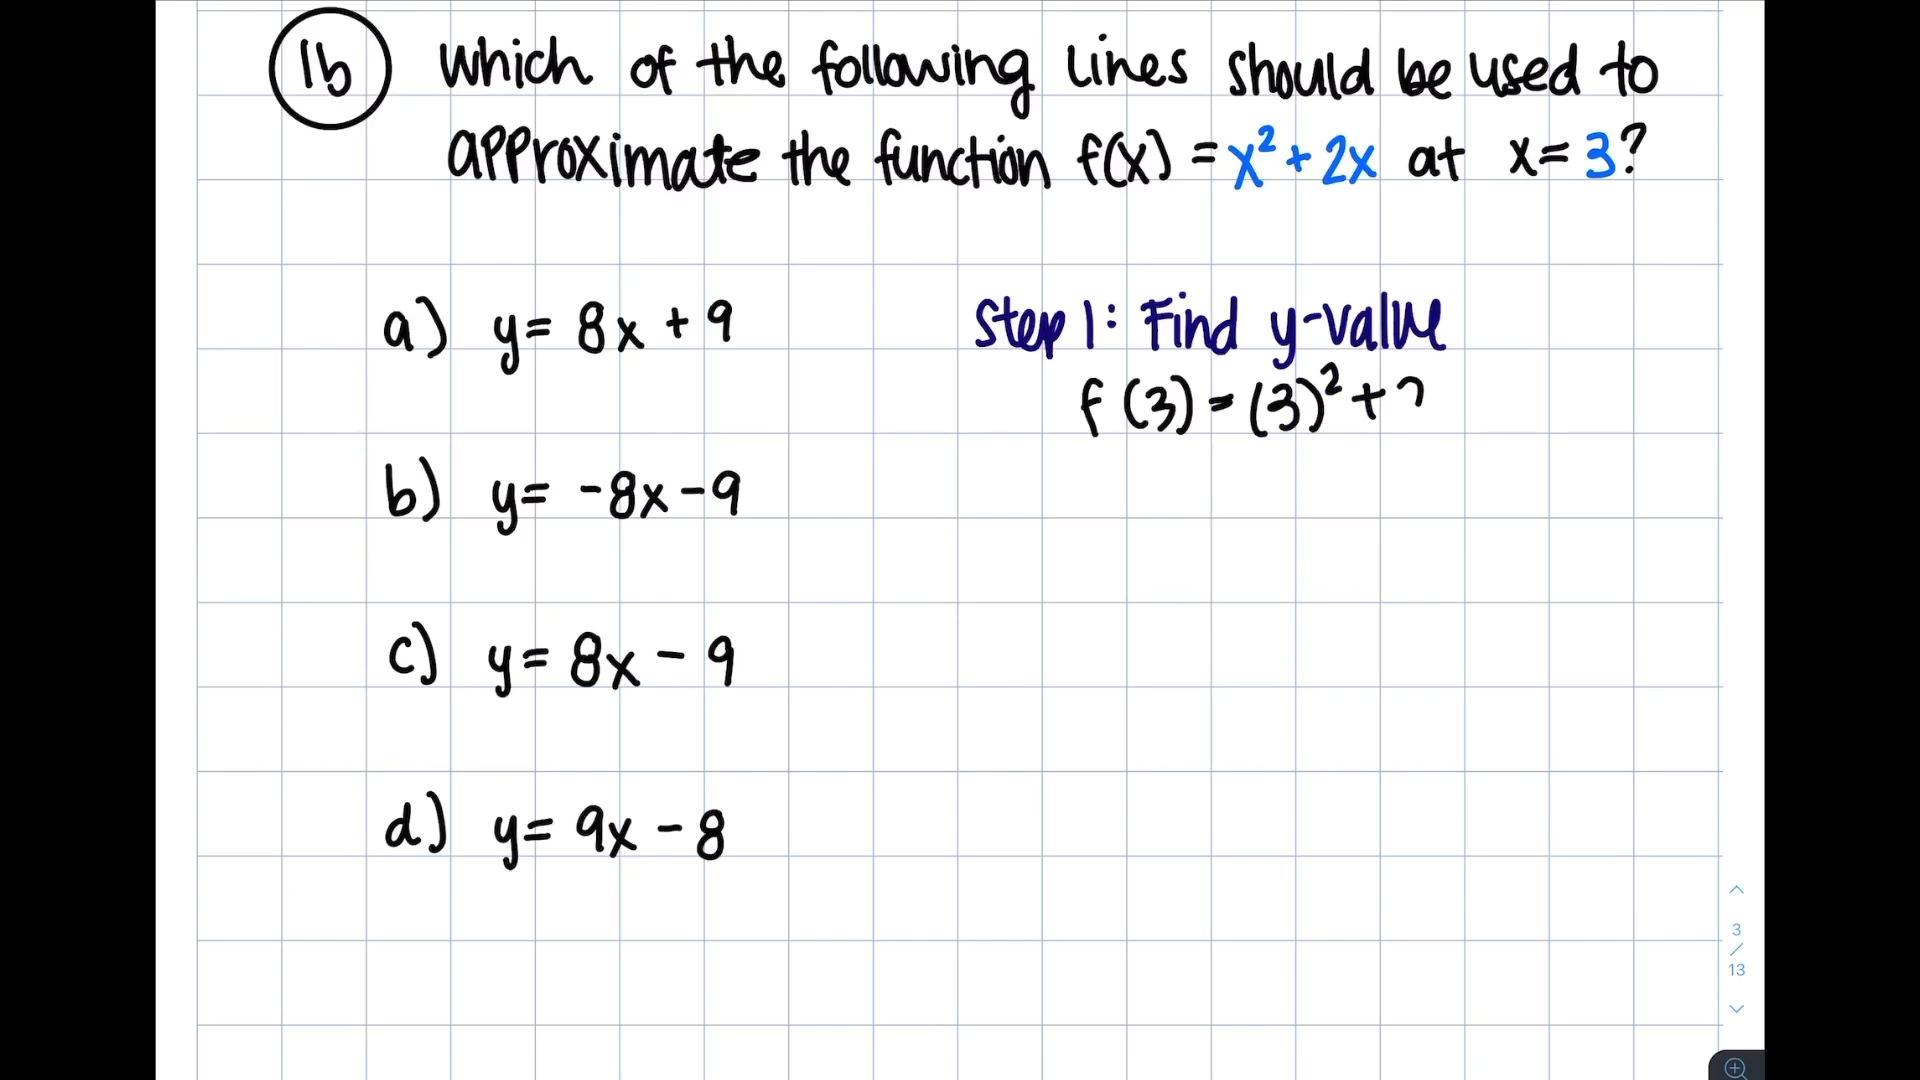 1b Which of the following lines should be used to
approximate the function f(x) = x² + 2x at x = 3?
a) y = 8x + 9
Step 1: Find y-value
f(3) = (3)² +
b) y = -8x - 9
c) y = 8x - 9
d) y = 9x - 8
3
/
13